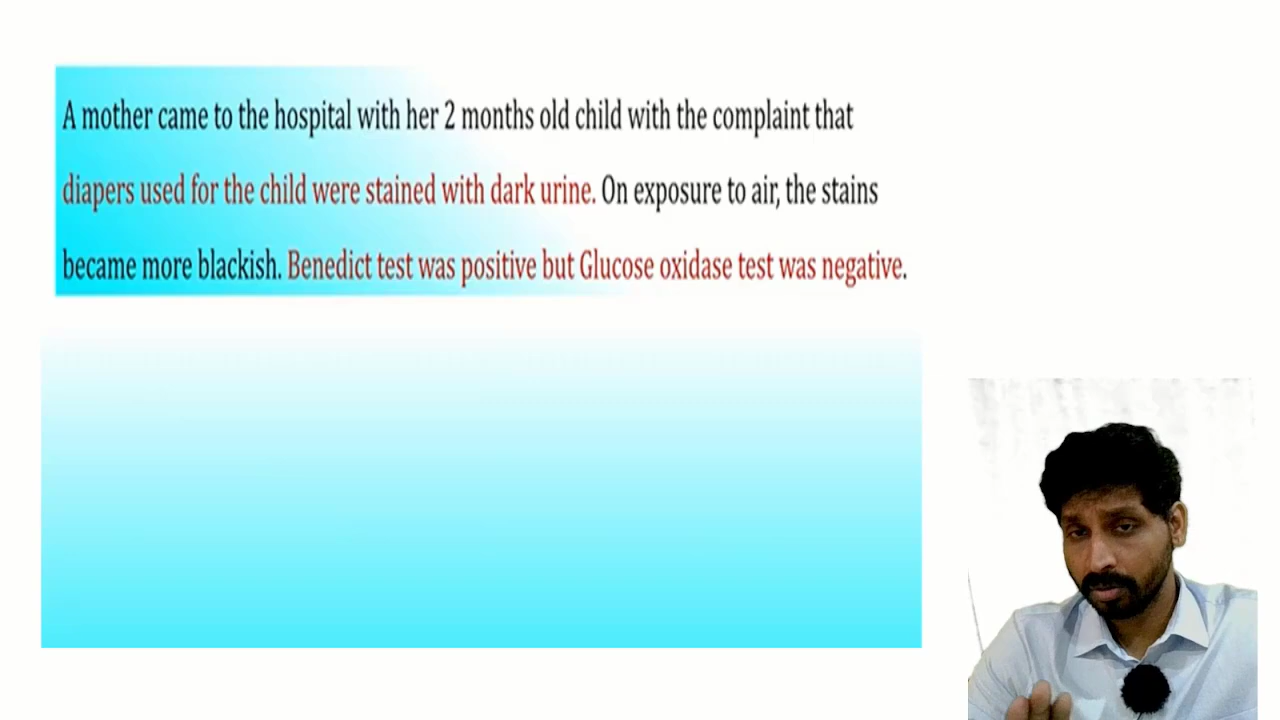 A mother came to the hospital with her 2 months old child with the complaint that
diapers used for the child were stained with dark urine. On exposure to air, the stains
became more blackish. Benedict test was positive but Glucose oxidase test was negative.